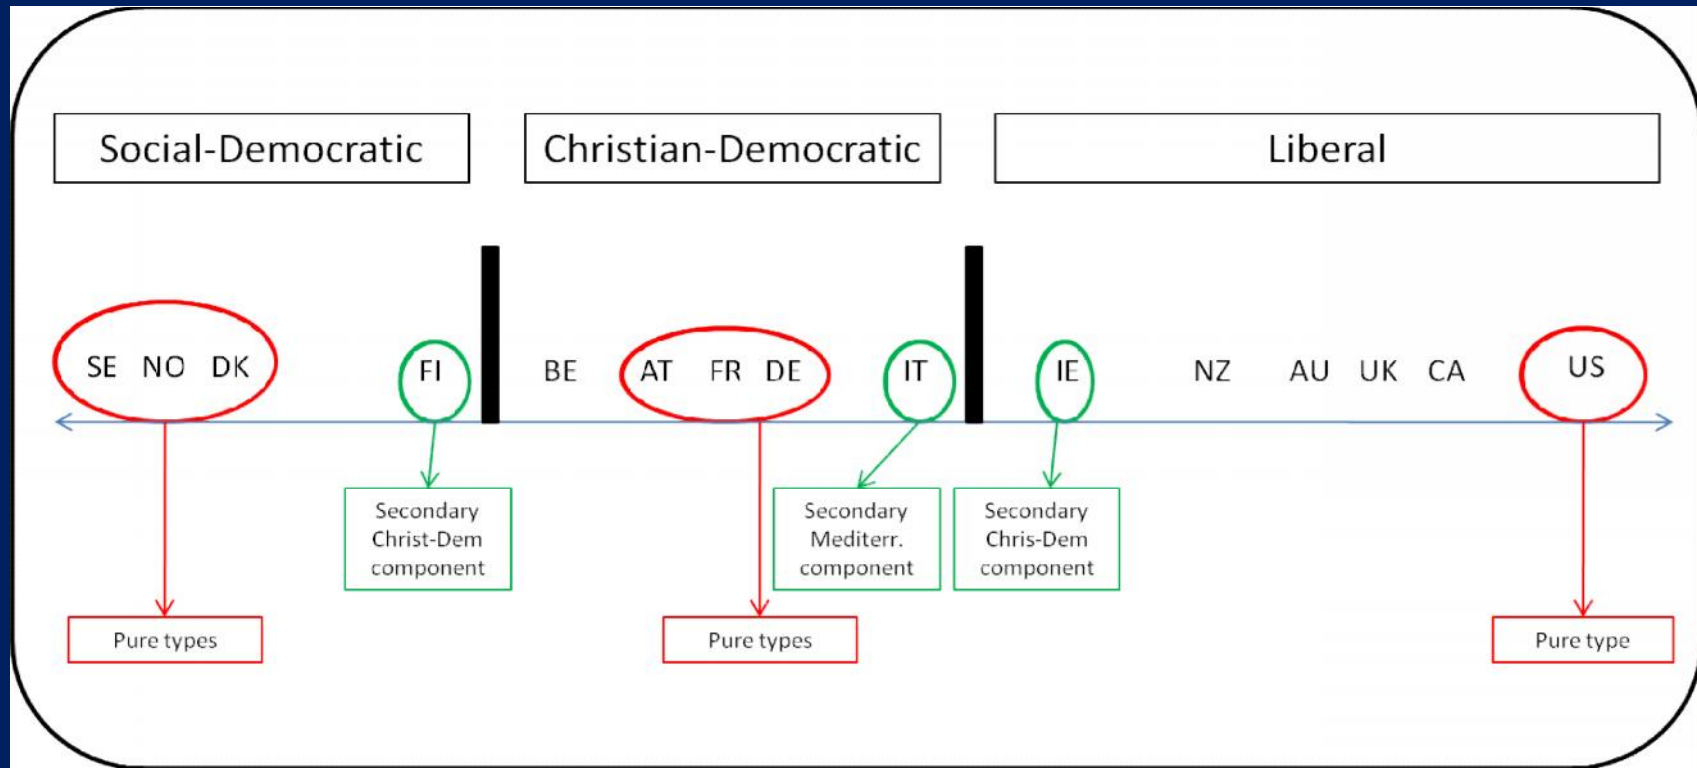 Social-Democratic
Christian-Democratic
Liberal
SE NO DK FI BE AT FR DE IT IE NZ AU UK CA US
Secondary
Christ-Dem
component
Secondary
Mediterr.
component
Secondary
Chris-Dem
component
Pure types
Pure types
Pure type